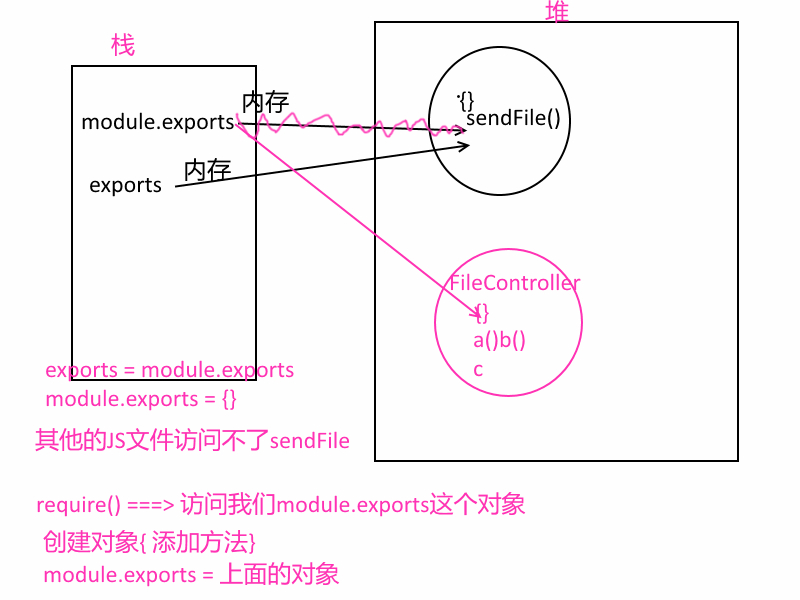 堆
栈
内存
module.exports
{}
sendFile()
内存
exports
FileController
{}
a()b()
c
exports = module.exports
module.exports = {}
其他的JS文件访问不了sendFile
require() ===> 访问我们module.exports这个对象
创建对象{ 添加方法}
module.exports = 上面的对象